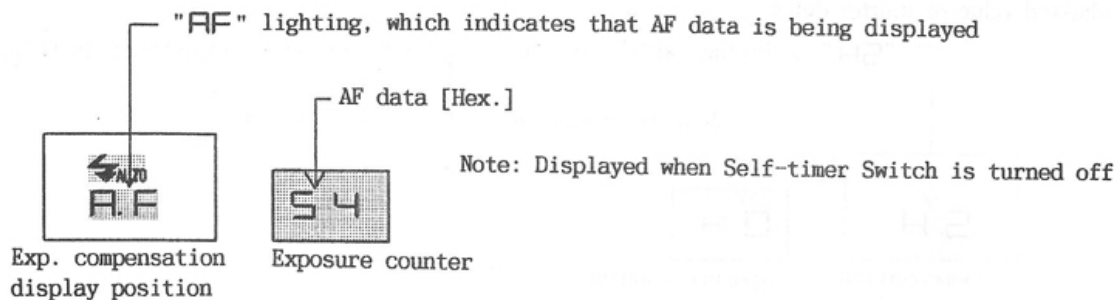 "AF" lighting, which indicates that AF data is being displayed
AF data [Hex.]
Note: Displayed when Self-timer Switch is turned off
AUTO
A.F
54
Exp. compensation
display position
Exposure counter